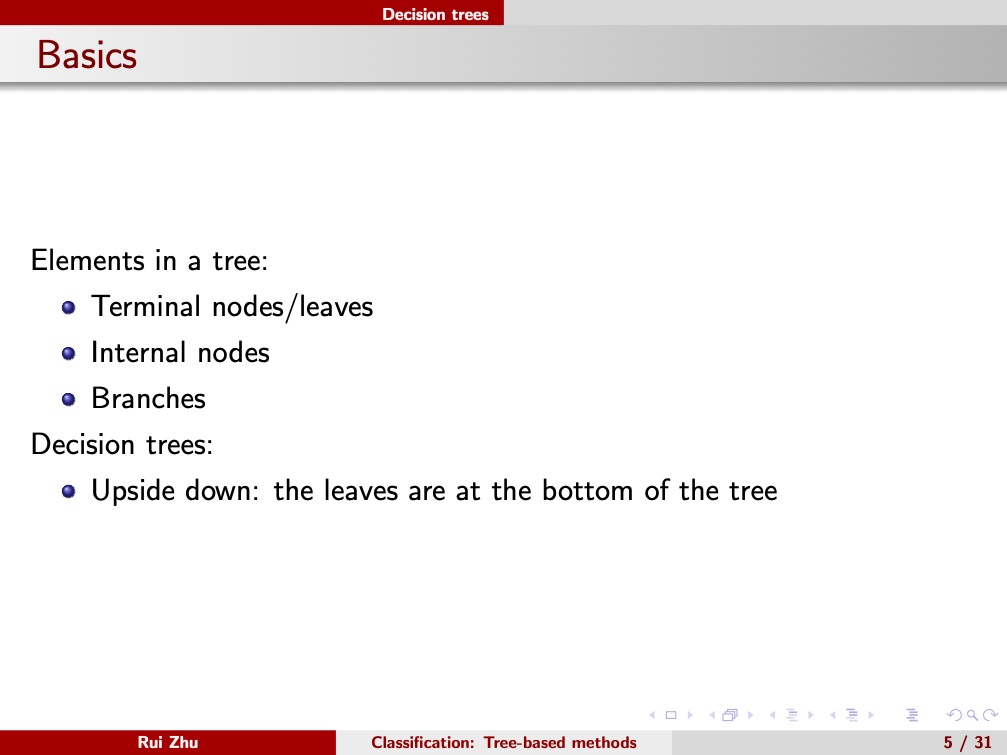 Decision trees
Basics
Elements in a tree:
Terminal nodes/leaves
Internal nodes
Branches
Decision trees:
Upside down: the leaves are at the bottom of the tree
Rui Zhu
Classification: Tree-based methods
5 / 31